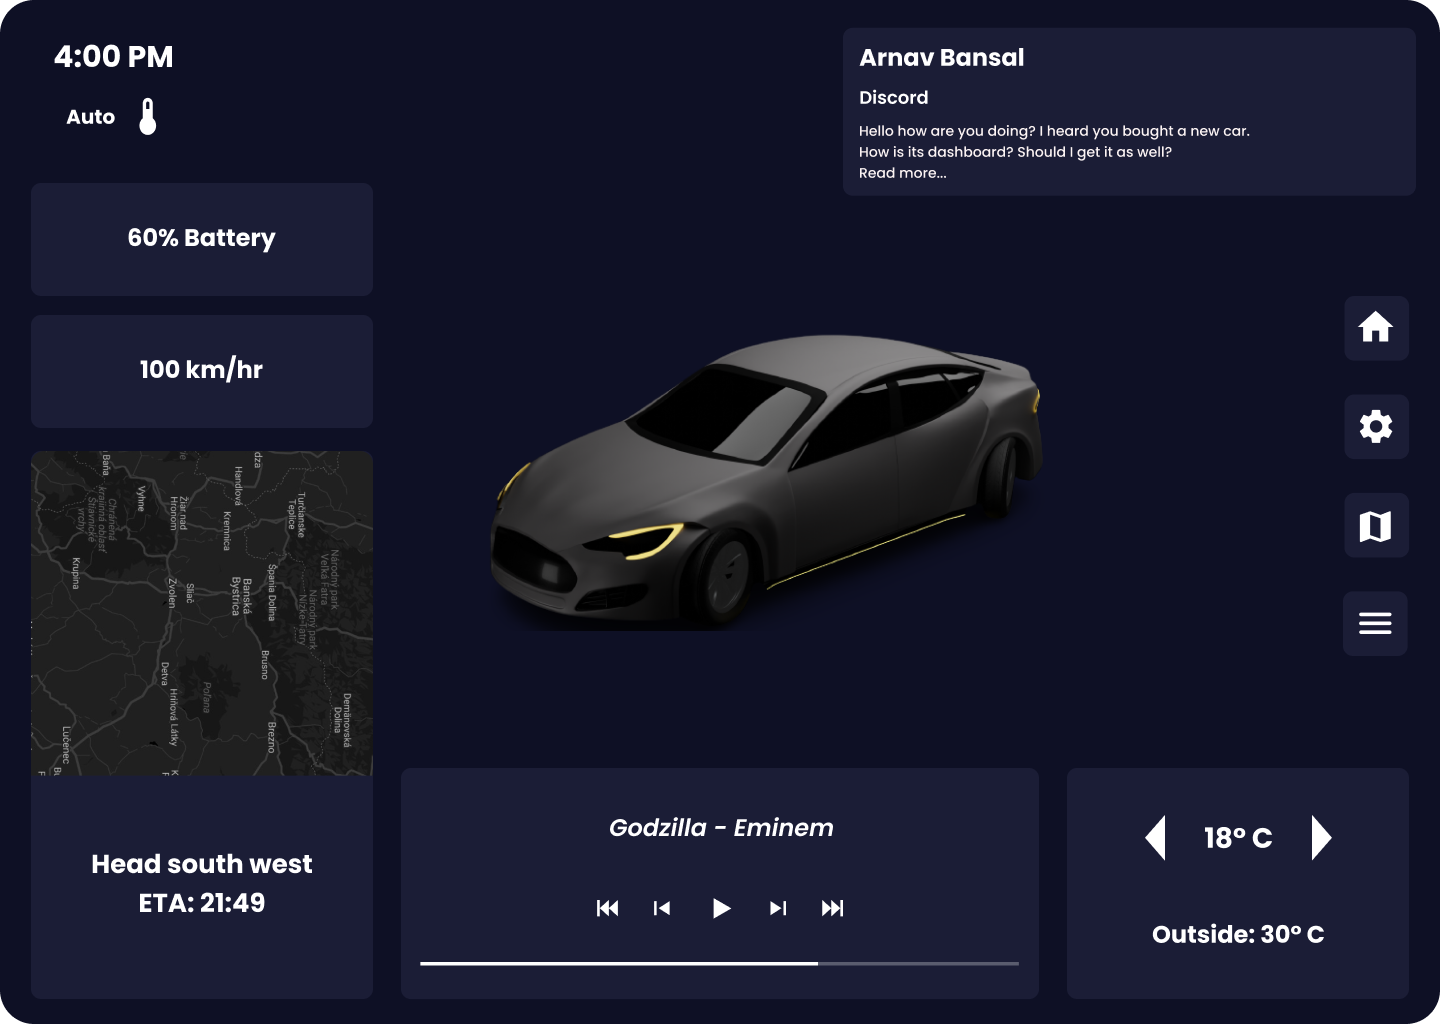 4:00 PM
Auto
Arnav Bansal
Discord
Hello how are you doing? I heard you bought a new car.
How is its dashboard? Should I get it as well?
Read more...
60% Battery
100 km/hr
Baňa
dza
Vyhne
Chránená
krajinná oblasť
Štiavnické
vrchy
Žiar nad
Hronom
Handlová
Kremnica
Turčianske
Teplice
Krupina
Zvolen
Sliač
Banská
Bystrica
Špania Dolina
Národný park
Veľká Fatra
Národný park
Nízke Tatry
Detva
Hriňová Látky
Poľana
Brusno
Brezno
Demänovská
Dolina
Lučenec
Head south west
ETA: 21:49
Godzilla - Eminem
18° C
Outside: 30° C